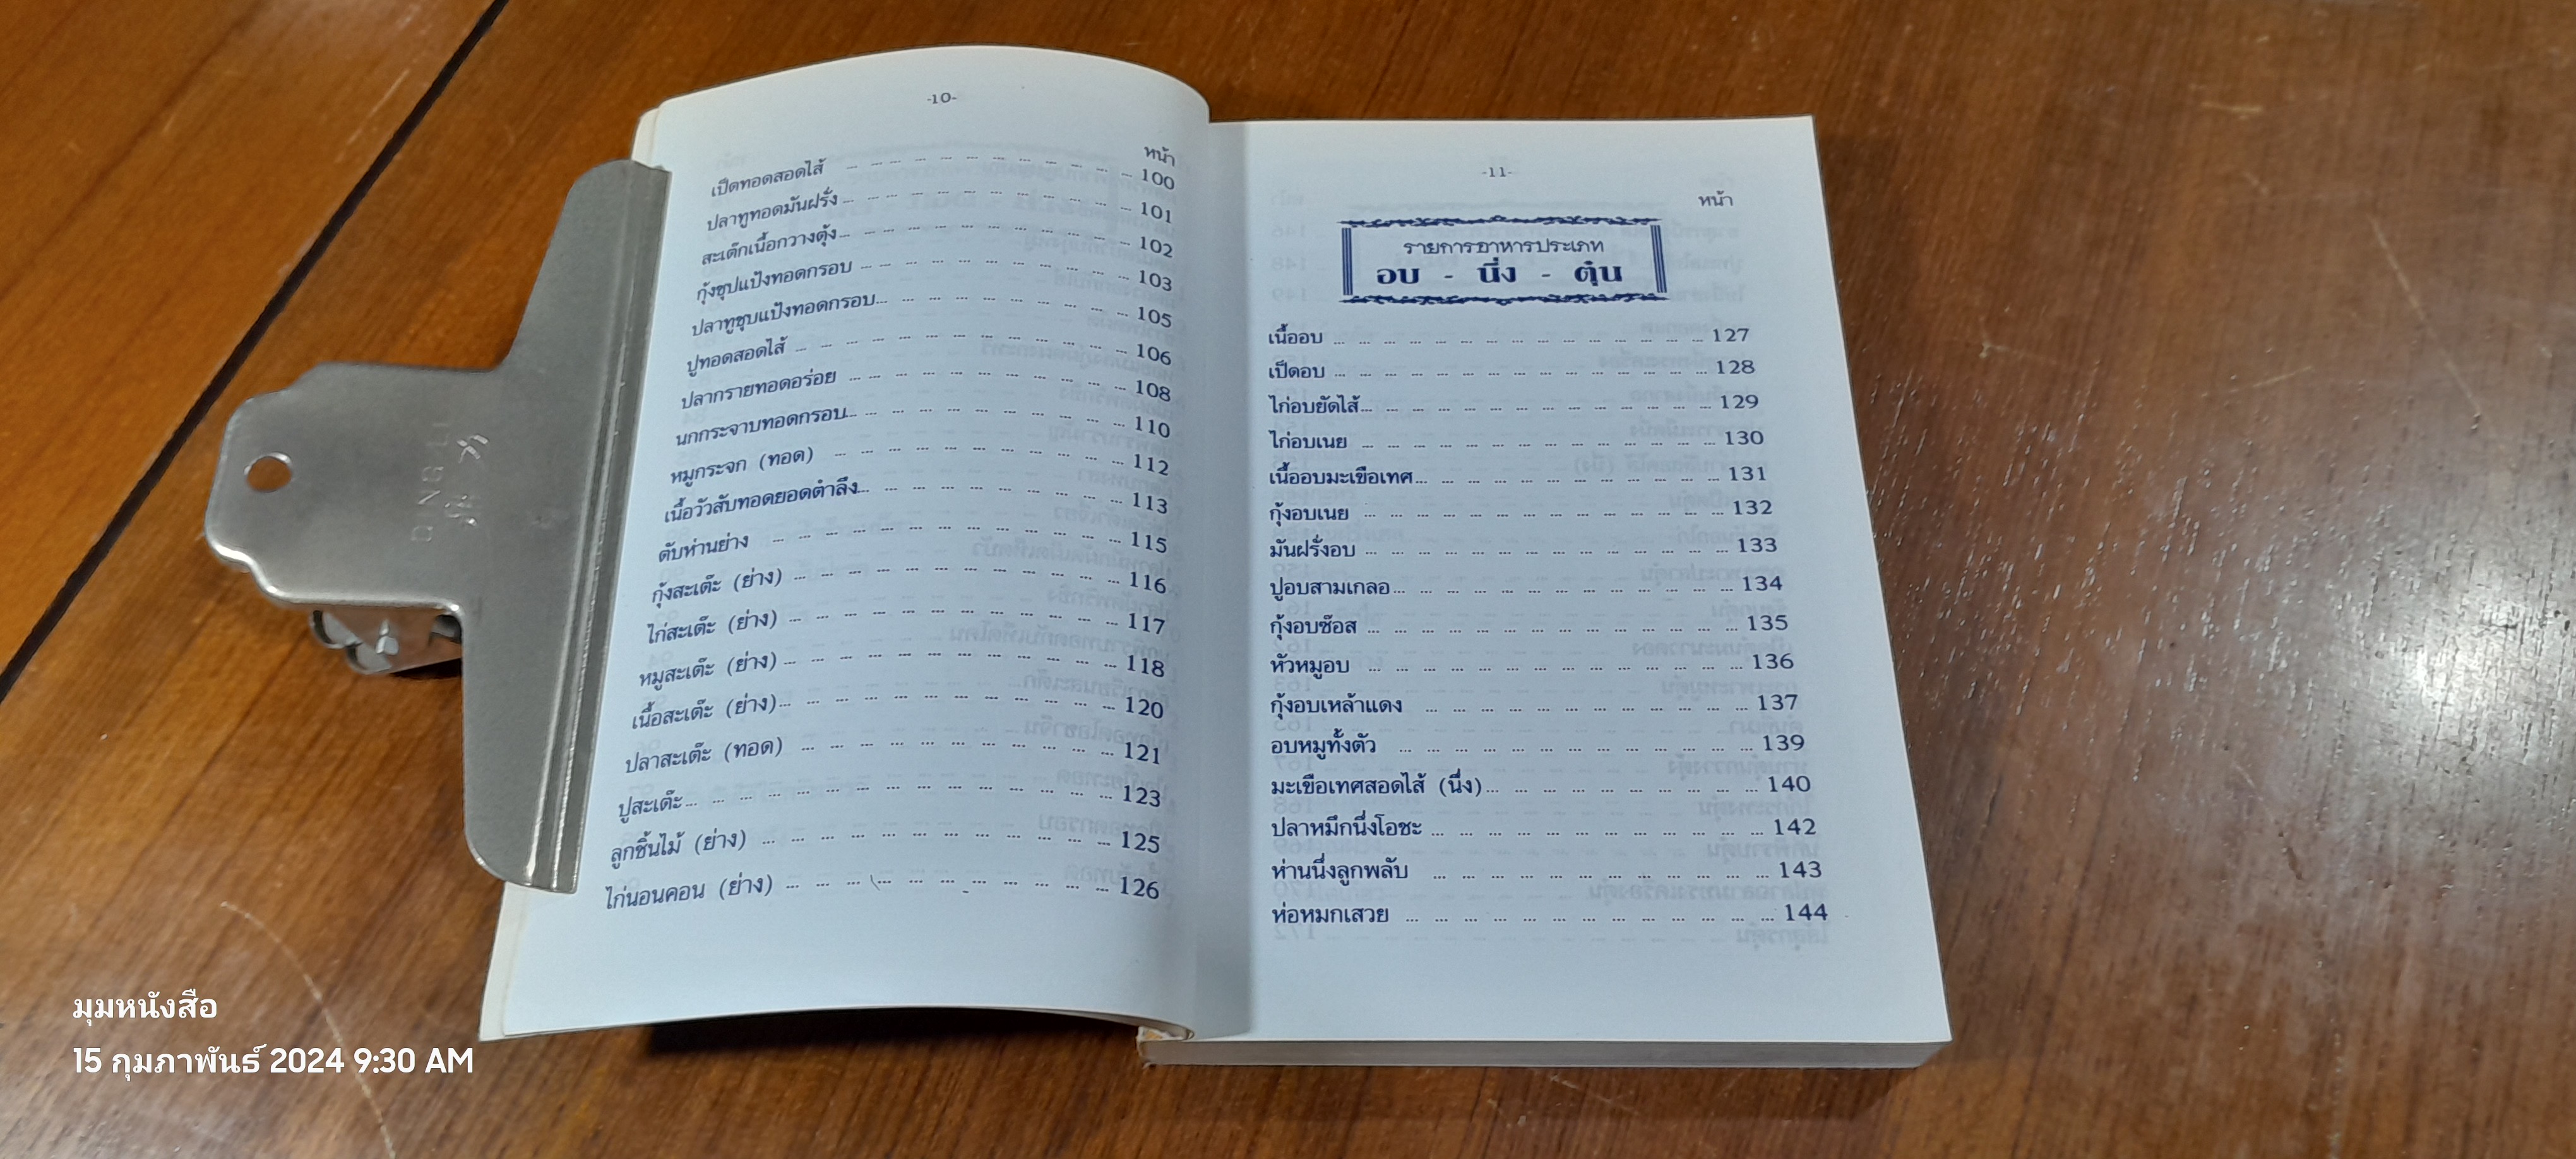 -10-
หน้า
เป็ดทอดสอดไส้ ... ... ... ... ... ... ... ... ... ... ... 100
ปลาทูทอดมันฝรั่ง ... ... ... ... ... ... ... ... ... ... ... 101
สะเต๊กเนื้อกวางตุ้ง ... ... ... ... ... ... ... ... ... ... ... 102
กุ้งชุปแป้งทอดกรอบ ... ... ... ... ... ... ... ... ... ... ... 103
ปลาทูชุบแป้งทอดกรอบ ... ... ... ... ... ... ... ... ... ... 105
ปูทอดสอดไส้ ... ... ... ... ... ... ... ... ... ... ... ... 106
ปลากรายทอดอร่อย ... ... ... ... ... ... ... ... ... ... ... 108
นกกระจาบทอดกรอบ ... ... ... ... ... ... ... ... ... ... ... 110
หมูกระจก (ทอด) ... ... ... ... ... ... ... ... ... ... ... 112
เนื้อวัวสับทอดยอดตำลึง ... ... ... ... ... ... ... ... ... ... 113
ตับห่านย่าง ... ... ... ... ... ... ... ... ... ... ... ... 115
กุ้งสะเต๊ะ (ย่าง) ... ... ... ... ... ... ... ... ... ... ... ... 116
ไก่สะเต๊ะ (ย่าง) ... ... ... ... ... ... ... ... ... ... ... ... 117
หมูสะเต๊ะ (ย่าง) ... ... ... ... ... ... ... ... ... ... ... ... 118
เนื้อสะเต๊ะ (ย่าง) ... ... ... ... ... ... ... ... ... ... ... ... 120
ปลาสะเต๊ะ (ทอด) ... ... ... ... ... ... ... ... ... ... ... 121
ปูสะเต๊ะ ... ... ... ... ... ... ... ... ... ... ... ... ... ... 123
ลูกชิ้นไม้ (ย่าง) ... ... ... ... ... ... ... ... ... ... ... ... 125
ไก่นอนคอน (ย่าง) ... ... ... ... ... ... ... ... ... ... ... 126
-11-
หน้า
รายการอาหารประเภท
อบ - นึ่ง - ตุ๋น
เนื้ออบ ... ... ... ... ... ... ... ... ... ... ... ... ... ... ... 127
เป็ดอบ ... ... ... ... ... ... ... ... ... ... ... ... ... ... ... 128
ไก่อบยัดไส้ ... ... ... ... ... ... ... ... ... ... ... ... ... ... 129
ไก่อบเนย ... ... ... ... ... ... ... ... ... ... ... ... ... ... 130
เนื้ออบมะเขือเทศ ... ... ... ... ... ... ... ... ... ... ... ... 131
กุ้งอบเนย ... ... ... ... ... ... ... ... ... ... ... ... ... ... 132
มันฝรั่งอบ ... ... ... ... ... ... ... ... ... ... ... ... ... ... 133
ปูอบสามเกลอ ... ... ... ... ... ... ... ... ... ... ... ... ... 134
กุ้งอบซ๊อส ... ... ... ... ... ... ... ... ... ... ... ... ... ... 135
หัวหมูอบ ... ... ... ... ... ... ... ... ... ... ... ... ... ... 136
กุ้งอบเหล้าแดง ... ... ... ... ... ... ... ... ... ... ... ... 137
อบหมูทั้งตัว ... ... ... ... ... ... ... ... ... ... ... ... ... 139
มะเขือเทศสอดไส้ (นึ่ง) ... ... ... ... ... ... ... ... ... ... 140
ปลาหมึกนึ่งโอชะ ... ... ... ... ... ... ... ... ... ... ... ... 142
ห่านนึ่งลูกพลับ ... ... ... ... ... ... ... ... ... ... ... ... 143
ห่อหมกเสวย ... ... ... ... ... ... ... ... ... ... ... ... ... 144
มุมหนังสือ
15 กุมภาพันธ์ 2024 9:30 AM